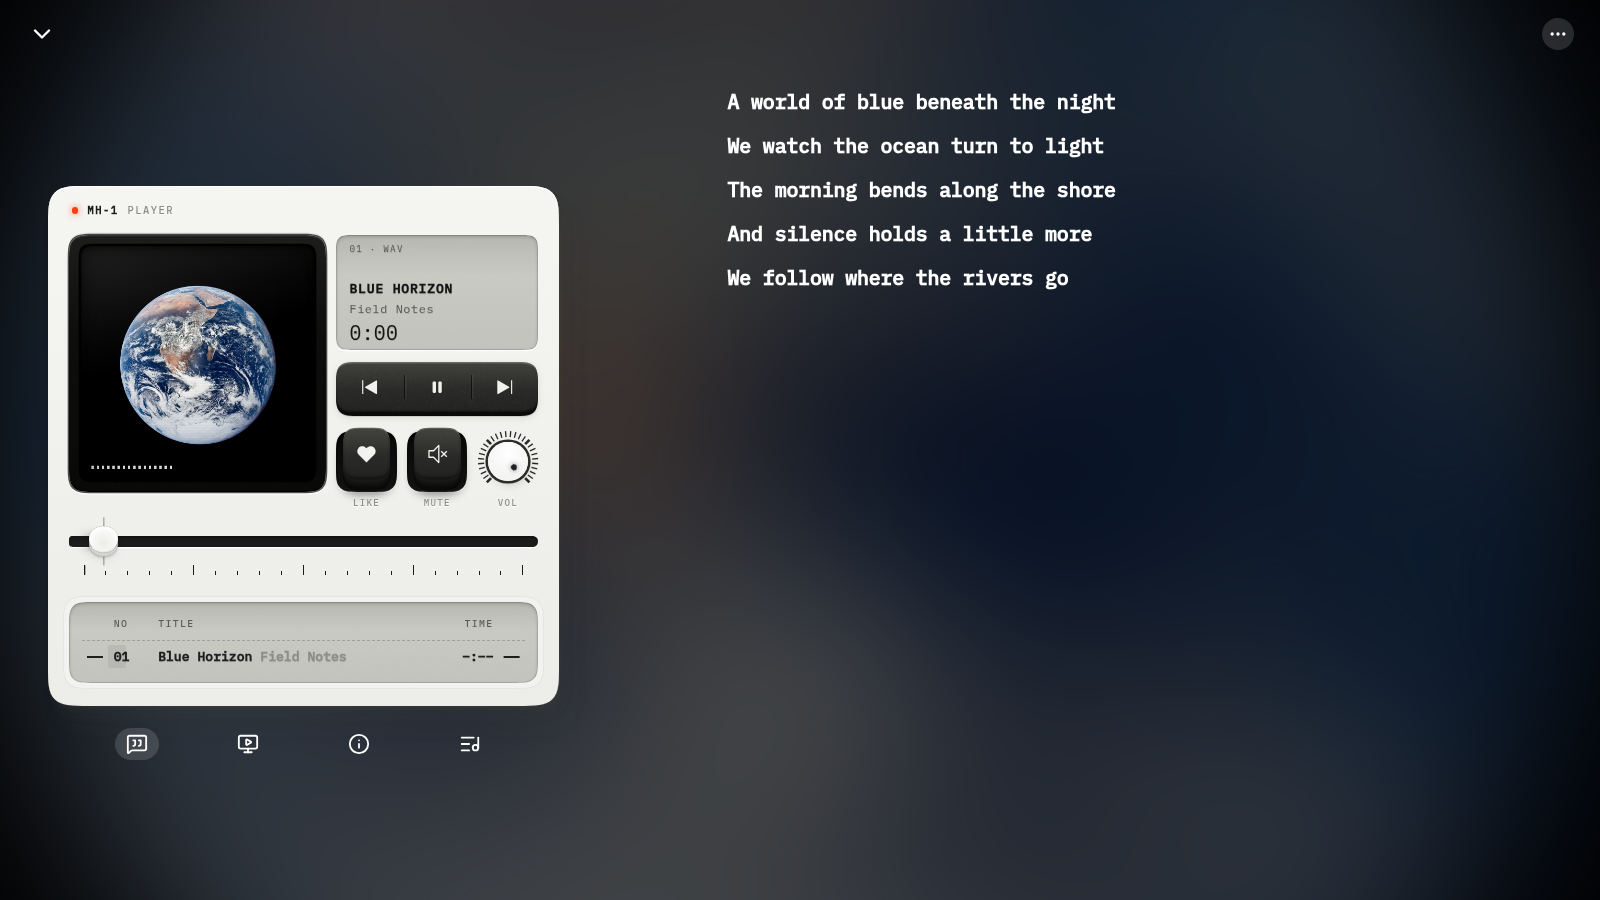 MH-1 PLAYER
01 · WAV
BLUE HORIZON
Field Notes
0:00
LIKE
MUTE
VOL
NO TITLE TIME
01 Blue Horizon Field Notes -:--
A world of blue beneath the night
We watch the ocean turn to light
The morning bends along the shore
And silence holds a little more
We follow where the rivers go